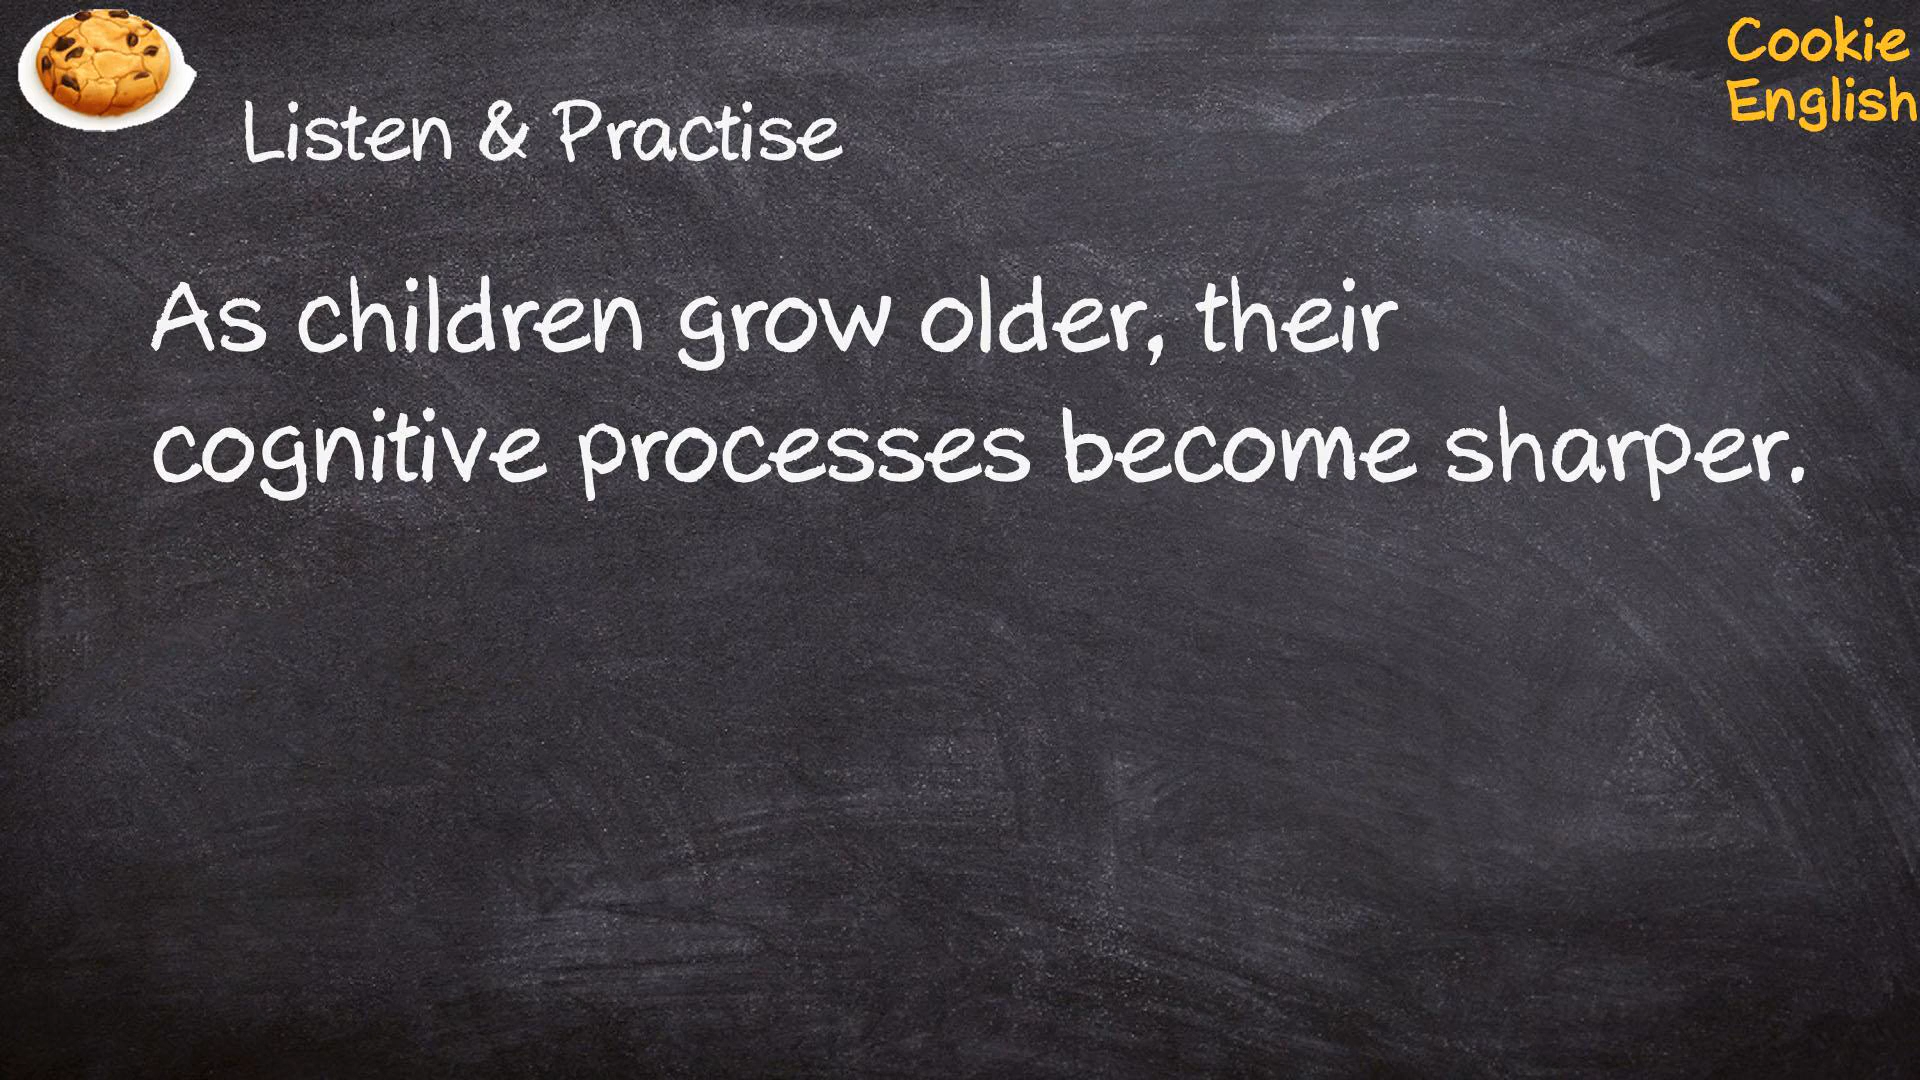 Cookie
English
Listen & Practise
As children grow older, their
cognitive processes become sharper.